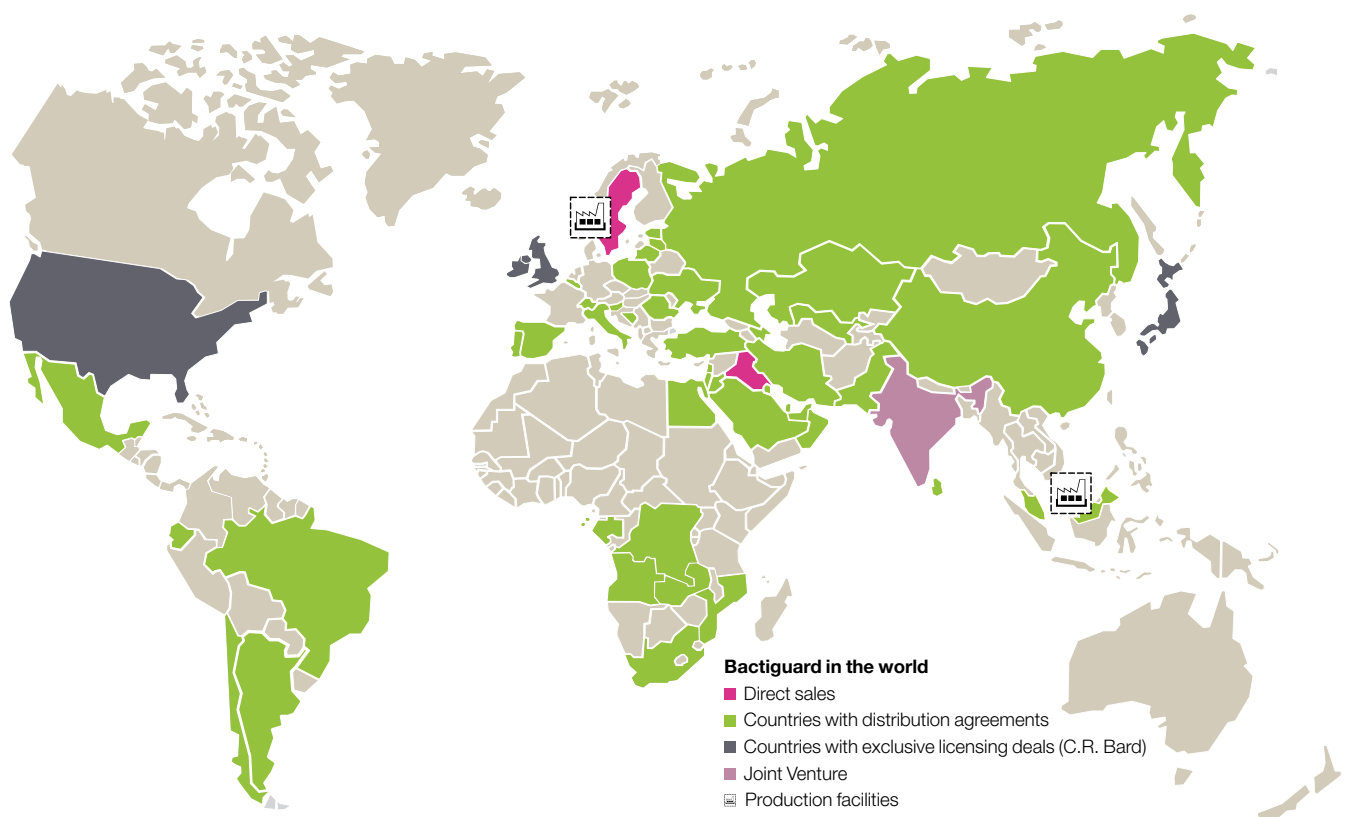 Bactiguard in the world
Direct sales
Countries with distribution agreements
Countries with exclusive licensing deals (C.R. Bard)
Joint Venture
Production facilities